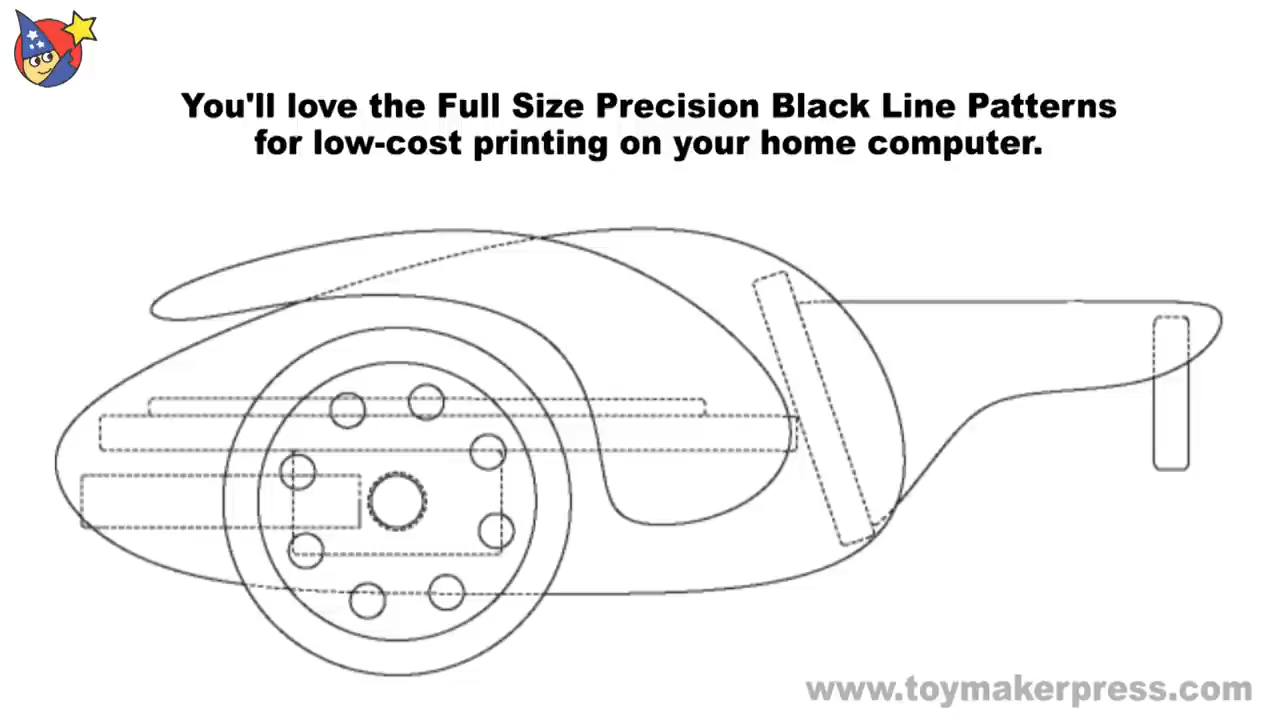 You'll love the Full Size Precision Black Line Patterns
for low-cost printing on your home computer.
www.toymakerpress.com